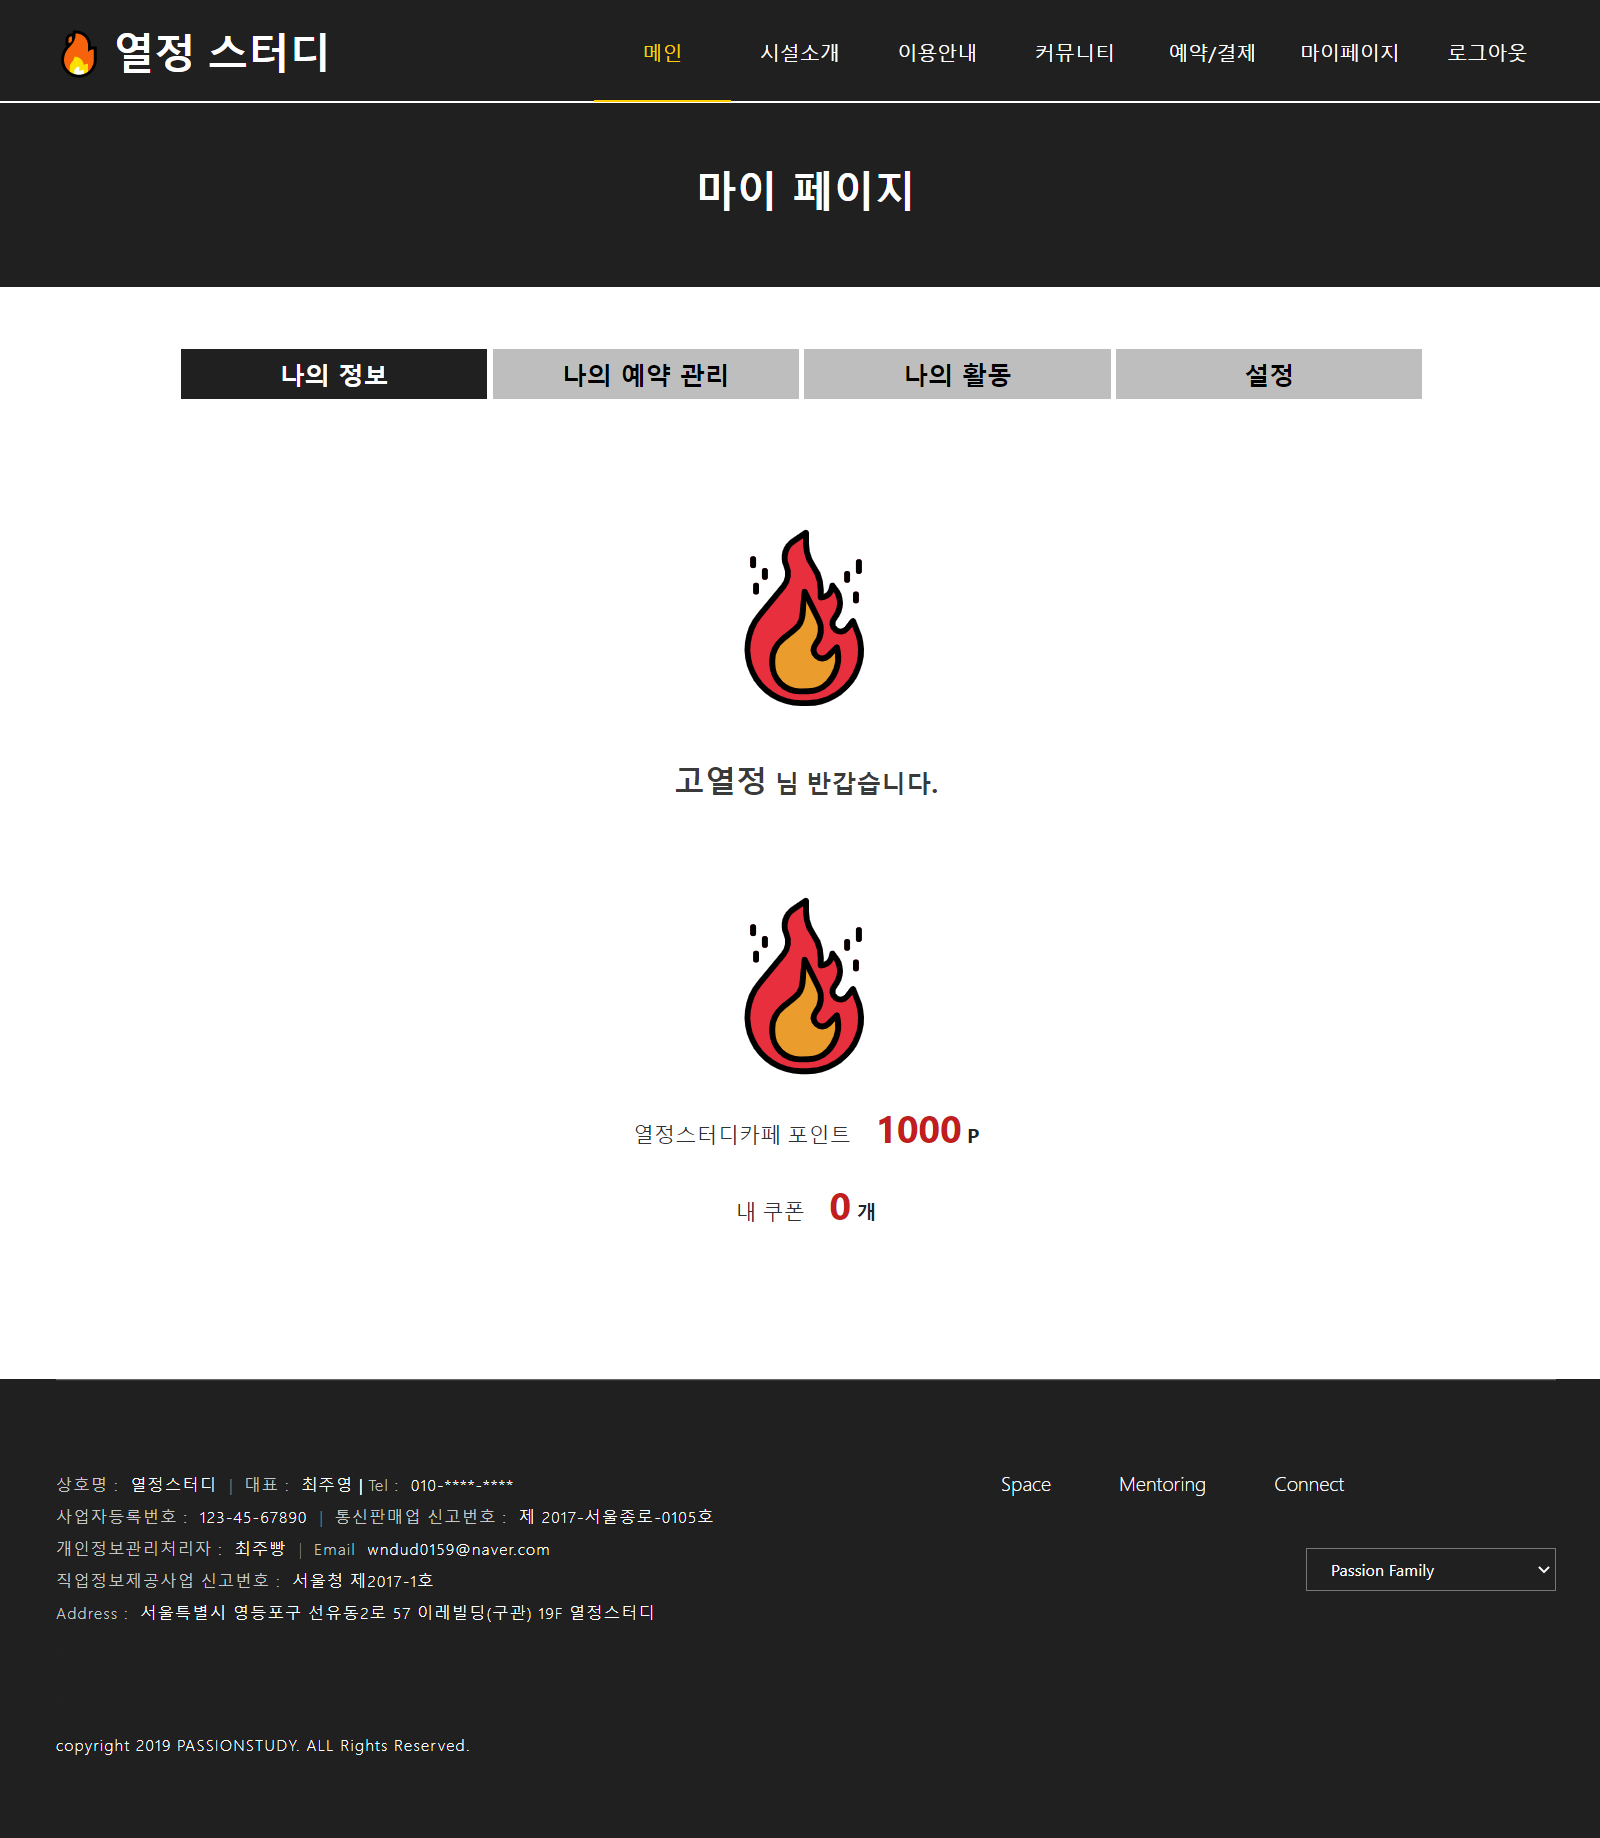 열정 스터디
메인 시설소개 이용안내 커뮤니티 예약/결제 마이페이지 로그아웃
마이 페이지
나의 정보 나의 예약 관리 나의 활동 설정
고열정 님 반갑습니다.
열정스터디카페 포인트 1000 P
내 쿠폰 0 개
상호명 : 열정스터디 | 대표 : 최주영 | Tel : 010-****-****
사업자등록번호 : 123-45-67890 | 통신판매업 신고번호 : 제 2017-서울종로-0105호
개인정보관리처리자 : 최주빵 | Email wndud0159@naver.com
직업정보제공사업 신고번호 : 서울청 제2017-1호
Address : 서울특별시 영등포구 선유동2로 57 이레빌딩(구관) 19F 열정스터디
Space Mentoring Connect
Passion Family
copyright 2019 PASSIONSTUDY. ALL Rights Reserved.